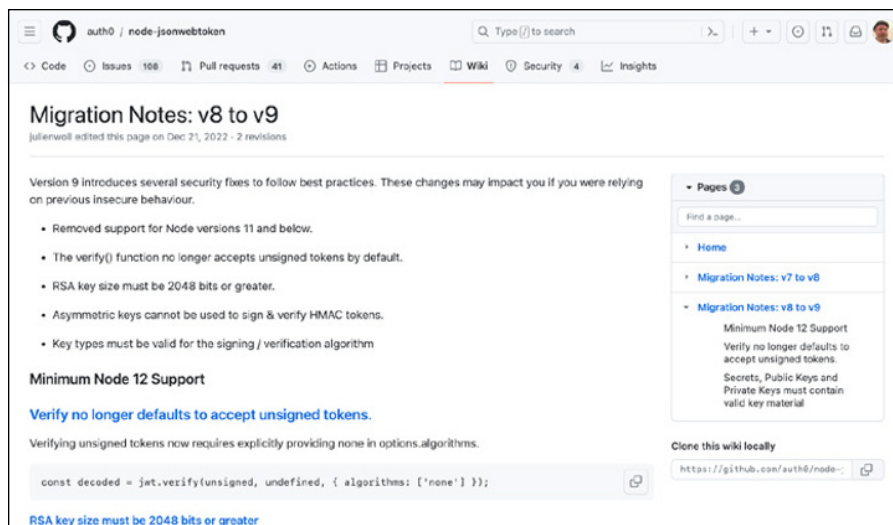 auth0 / node-jsonwebtoken
Type [/] to search
<> Code
Issues 106
Pull requests 41
Actions
Projects
Wiki
Security 4
Insights
Migration Notes: v8 to v9
julienwoll edited this page on Dec 21, 2022 · 2 revisions
Version 9 introduces several security fixes to follow best practices. These changes may impact you if you were relying
on previous insecure behaviour.
• Removed support for Node versions 11 and below.
• The verify() function no longer accepts unsigned tokens by default.
• RSA key size must be 2048 bits or greater.
• Asymmetric keys cannot be used to sign & verify HMAC tokens.
• Key types must be valid for the signing / verification algorithm
Minimum Node 12 Support
Verify no longer defaults to accept unsigned tokens.
Verifying unsigned tokens now requires explicitly providing none in options.algorithms.
const decoded = jwt.verify(unsigned, undefined, { algorithms: ['none'] });
RSA key size must be 2048 bits or greater
Pages 3
Find a page...
Home
Migration Notes: v7 to v8
Migration Notes: v8 to v9
Minimum Node 12 Support
Verify no longer defaults to
accept unsigned tokens.
Secrets, Public Keys and
Private Keys must contain
valid key material
Clone this wiki locally
https://github.com/auth0/node-